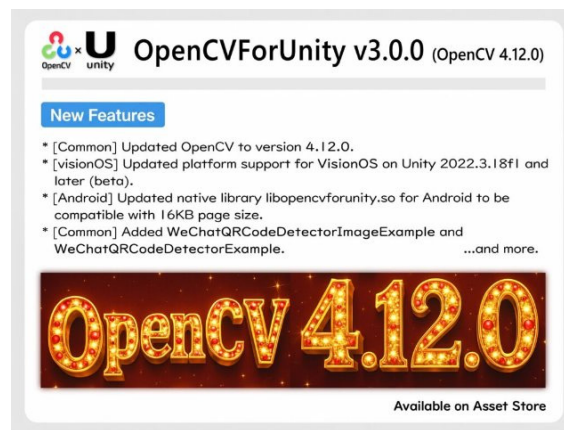 OpenCV × unity OpenCVForUnity v3.0.0 (OpenCV 4.12.0)
New Features
* [Common] Updated OpenCV to version 4.12.0.
* [visionOS] Updated platform support for VisionOS on Unity 2022.3.18f1 and
later (beta).
* [Android] Updated native library libopencvforunity.so for Android to be
compatible with 16KB page size.
* [Common] Added WeChatQRCodeDetectorImageExample and
WeChatQRCodeDetectorExample. ...and more.
OpenCV 4.12.0
Available on Asset Store